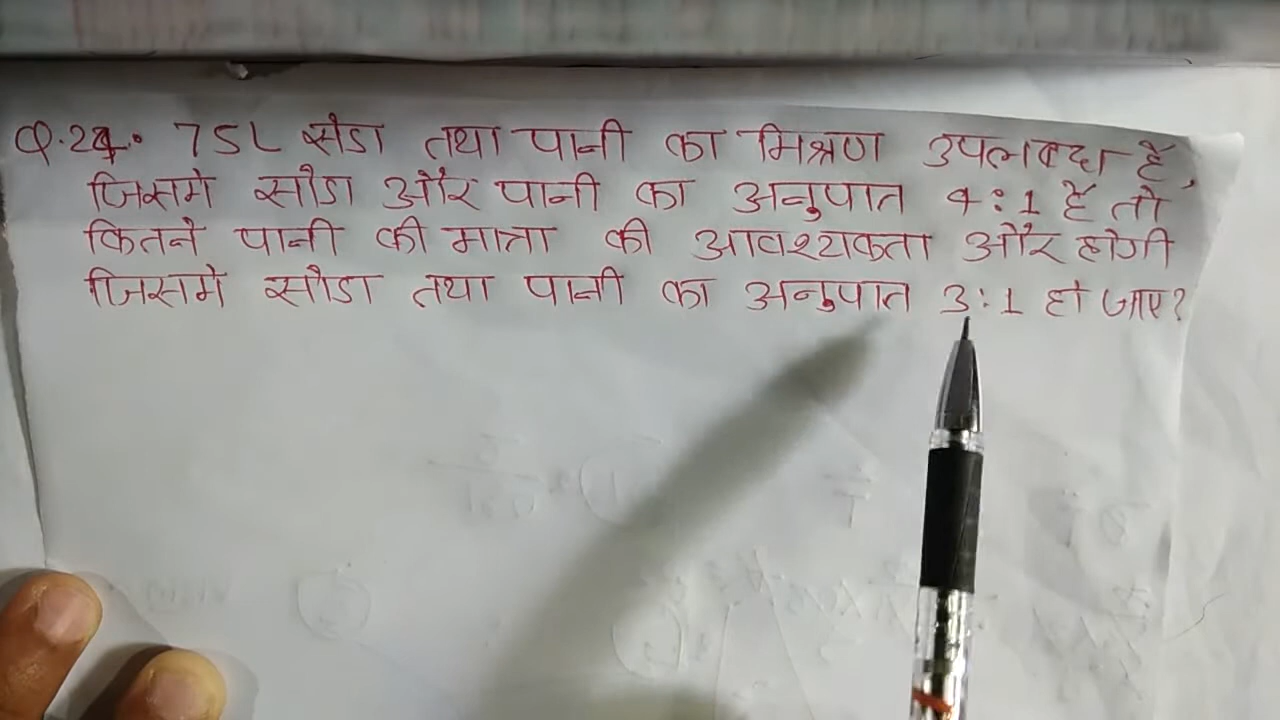 Q.24. 75L सोडा तथा पानी का मिश्रण उपलब्दा है,
जिसमे सोडा और पानी का अनुपात 4:1 है तो
कितने पानी की मात्रा की आवश्यकता और होगी
जिसमे सोडा तथा पानी का अनुपात 3:1 हो जाए?